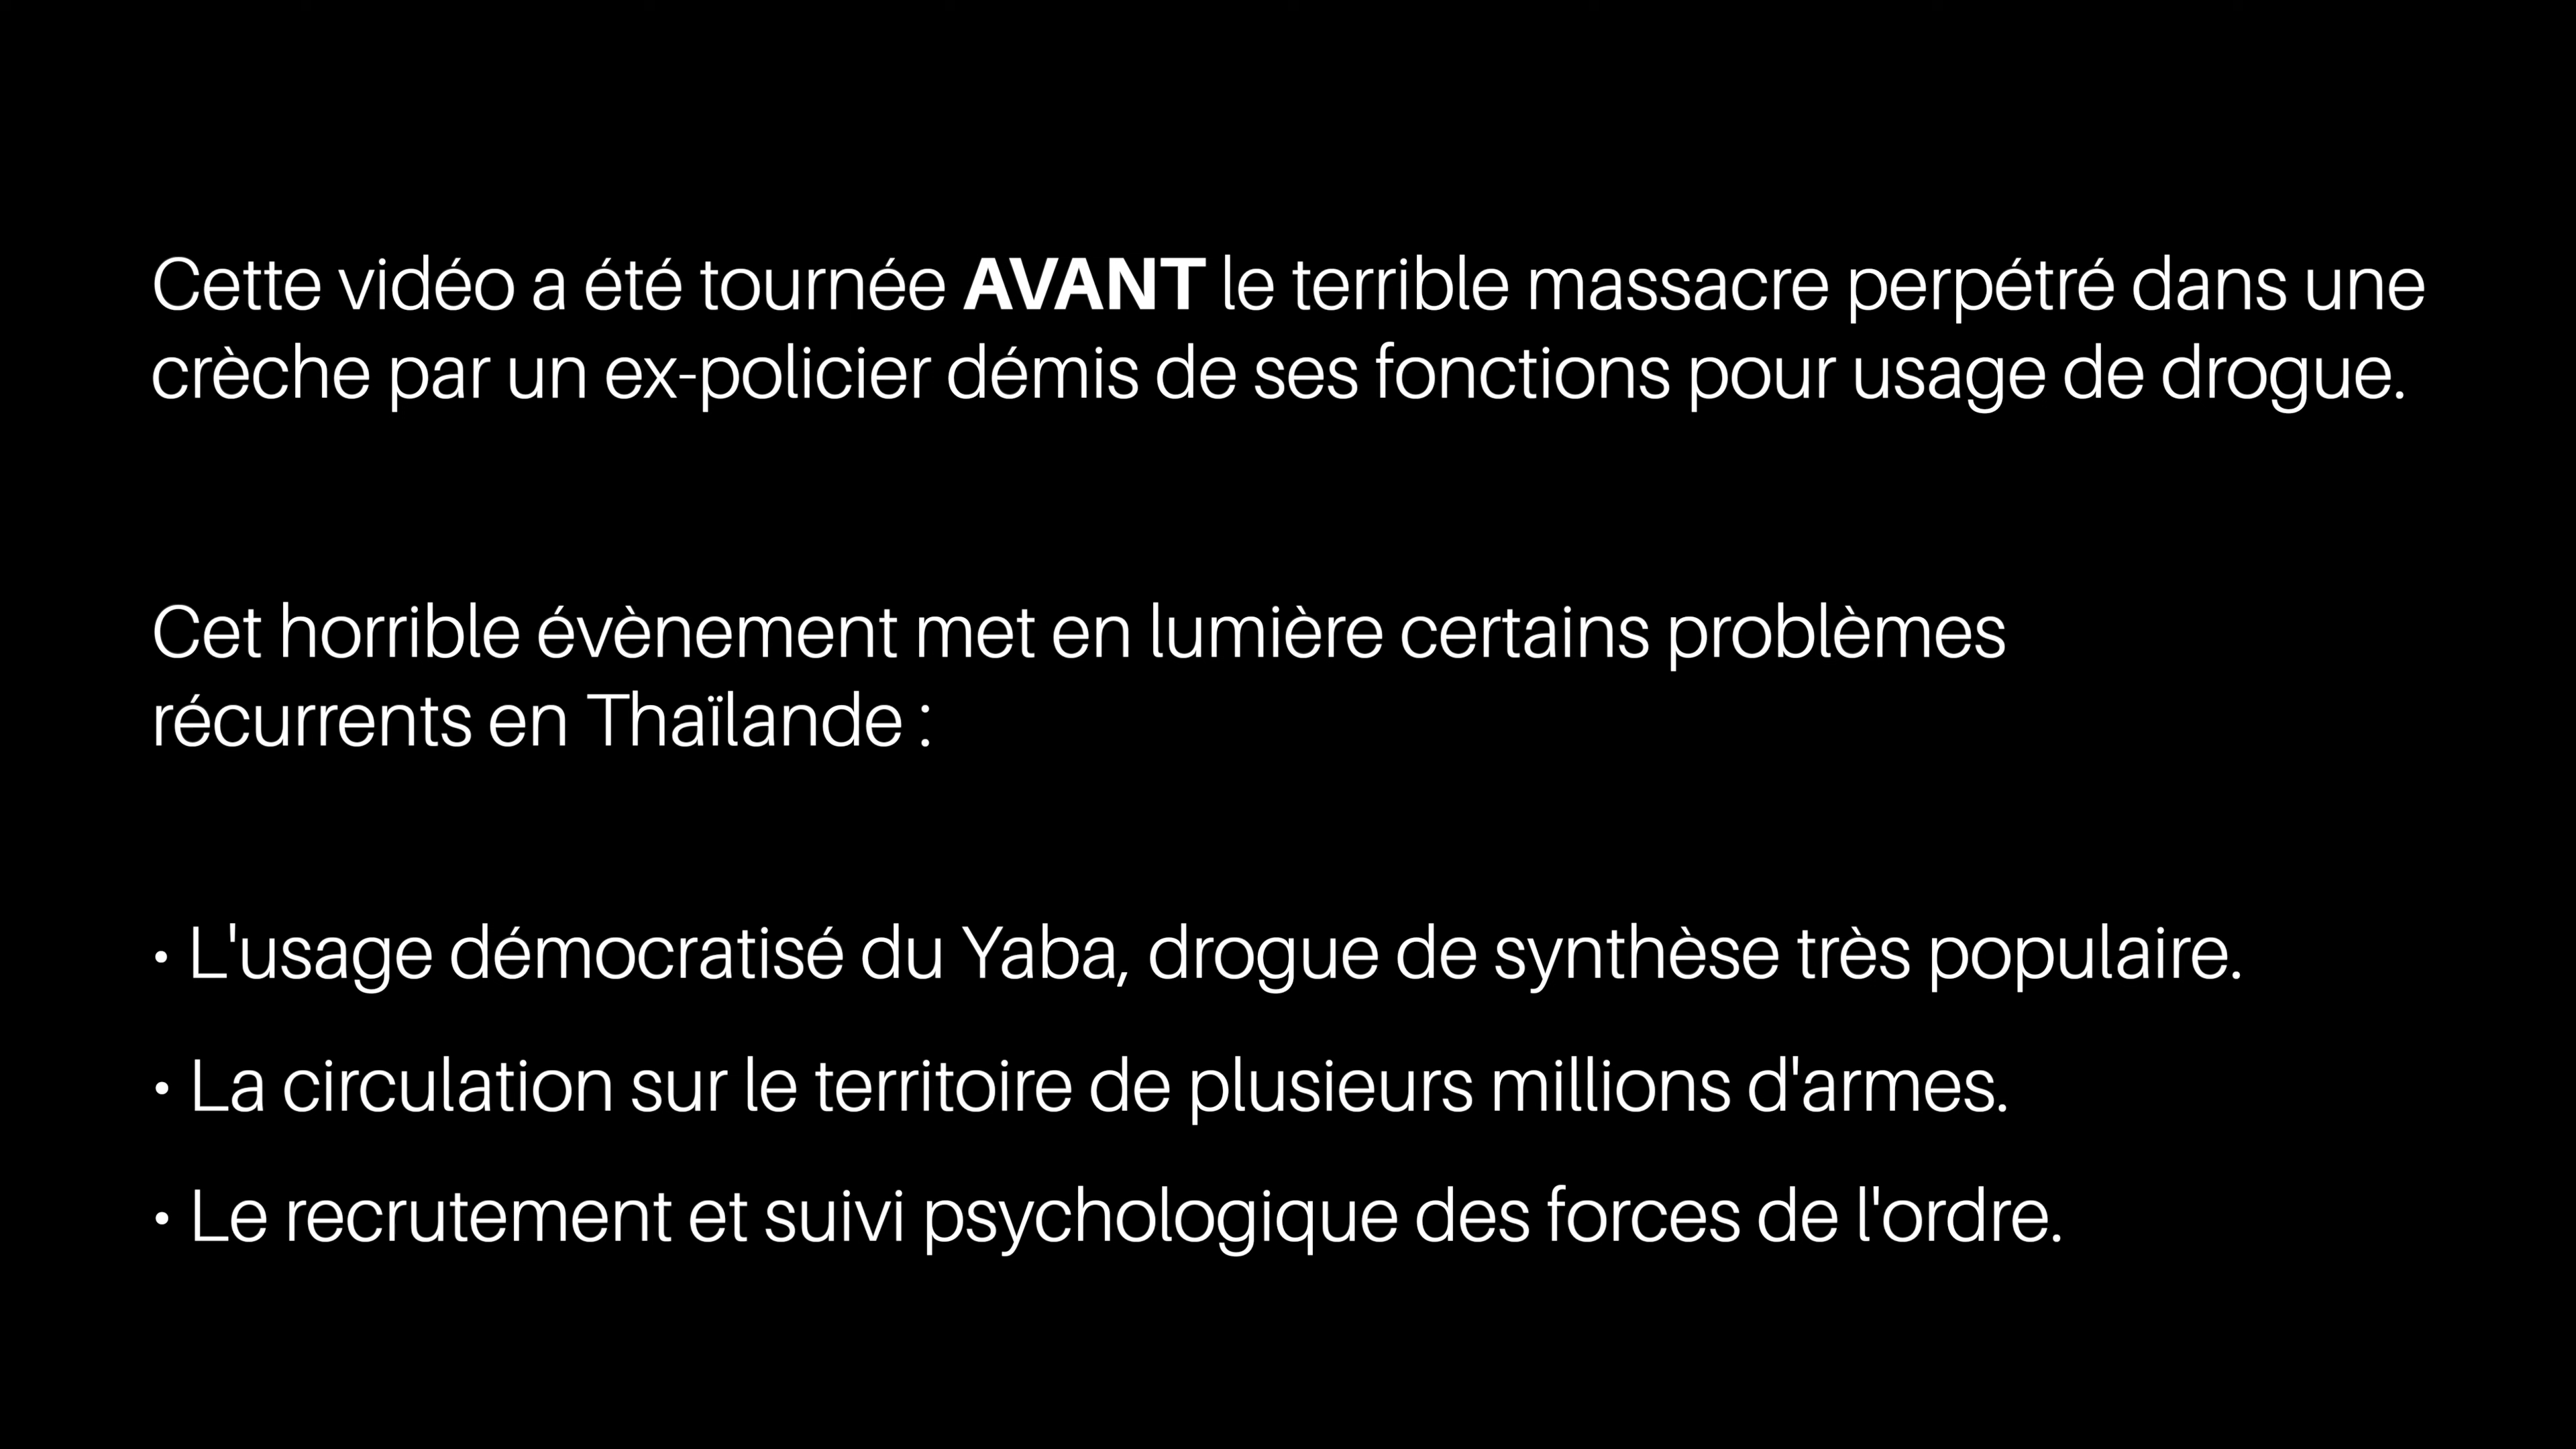 Cette vidéo a été tournée AVANT le terrible massacre perpétré dans une
crèche par un ex-policier démis de ses fonctions pour usage de drogue.
Cet horrible évènement met en lumière certains problèmes
récurrents en Thaïlande :
• L'usage démocratisé du Yaba, drogue de synthèse très populaire.
• La circulation sur le territoire de plusieurs millions d'armes.
• Le recrutement et suivi psychologique des forces de l'ordre.